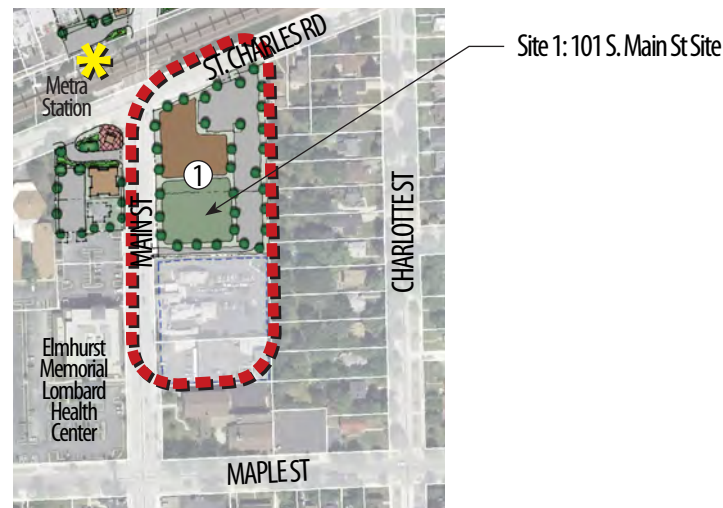 Site 1: 101 S. Main St Site
ST. CHARLES RD
Metra
Station
1
MAIN ST
CHARLOTTE ST
Elmhurst
Memorial
Lombard
Health
Center
MAPLE ST